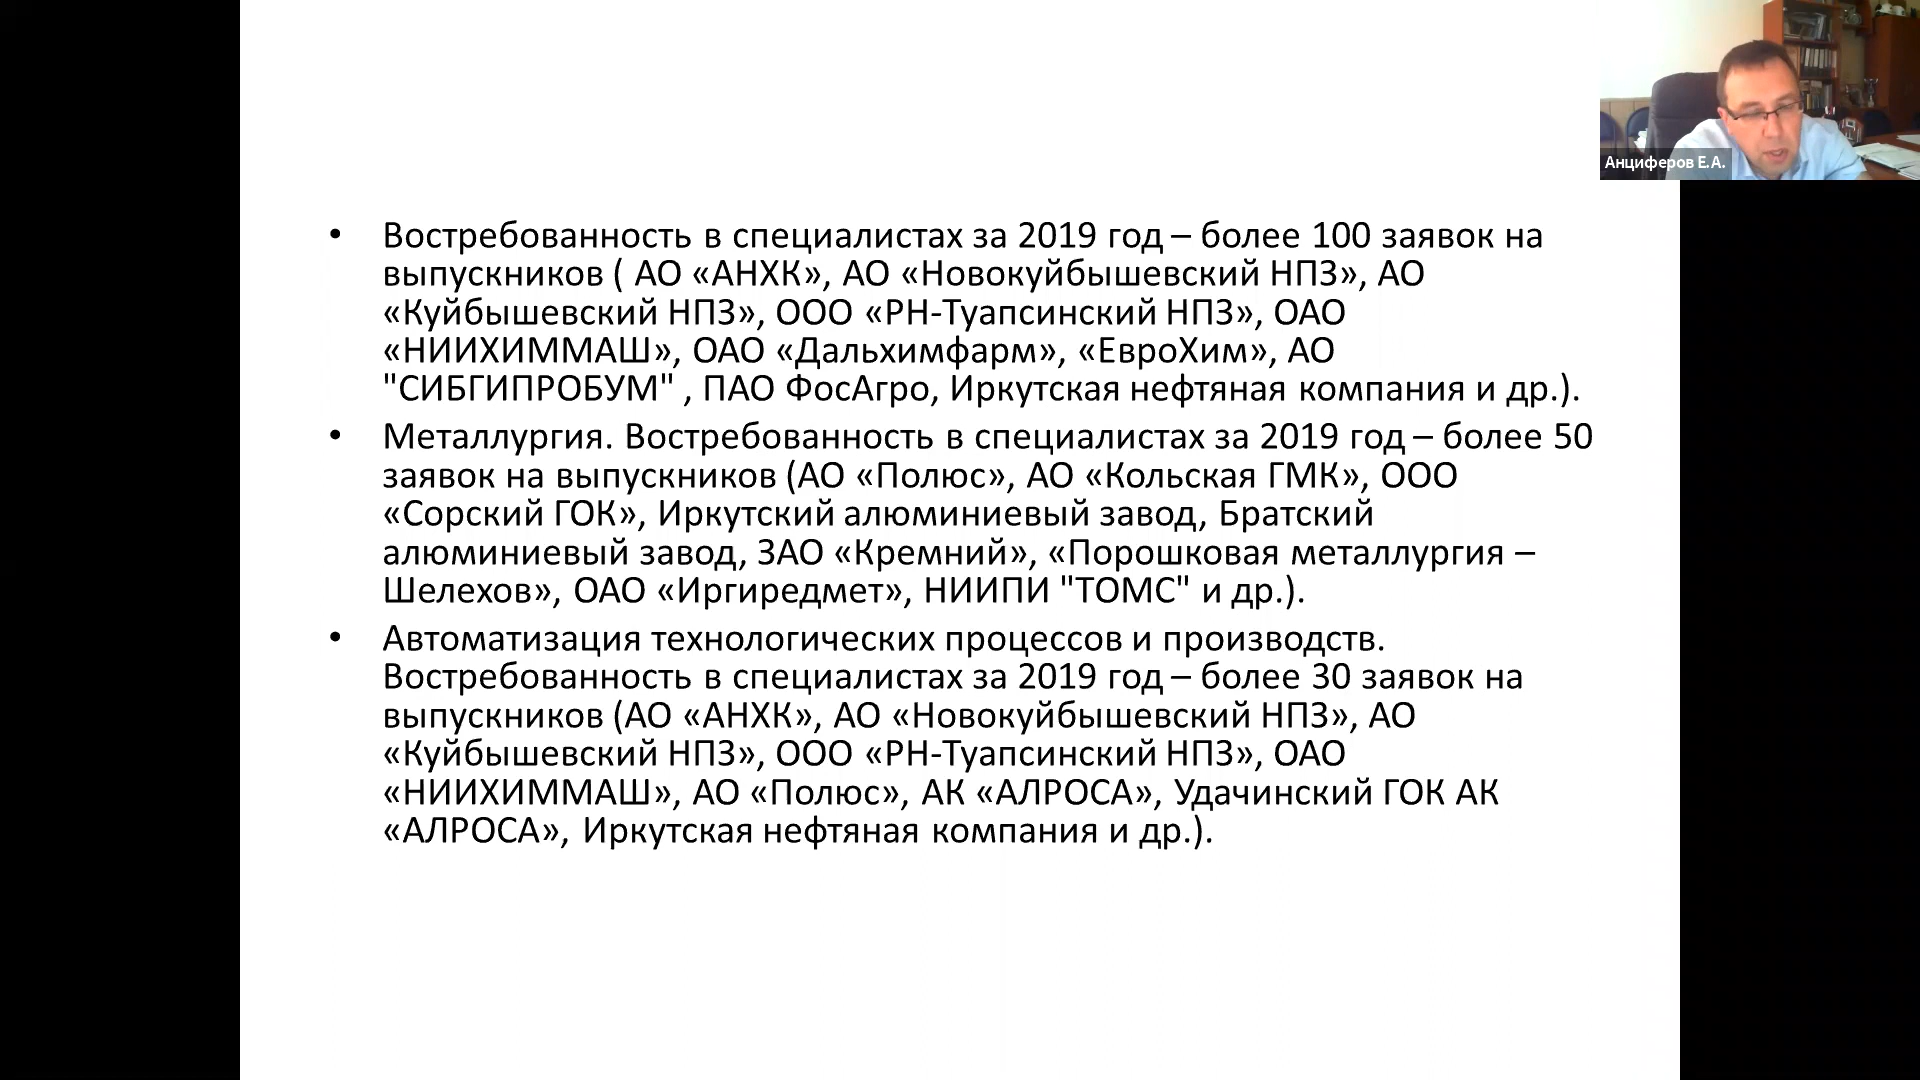 Анциферов Е.А.
• Востребованность в специалистах за 2019 год – более 100 заявок на
выпускников ( АО «АНХК», АО «Новокуйбышевский НПЗ», АО
«Куйбышевский НПЗ», ООО «РН-Туапсинский НПЗ», ОАО
«НИИХИММАШ», ОАО «Дальхимфарм», «ЕвроХим», АО
"СИБГИПРОБУМ" , ПАО ФосАгро, Иркутская нефтяная компания и др.).
• Металлургия. Востребованность в специалистах за 2019 год – более 50
заявок на выпускников (АО «Полюс», АО «Кольская ГМК», ООО
«Сорский ГОК», Иркутский алюминиевый завод, Братский
алюминиевый завод, ЗАО «Кремний», «Порошковая металлургия –
Шелехов», ОАО «Иргиредмет», НИИПИ "ТОМС" и др.).
• Автоматизация технологических процессов и производств.
Востребованность в специалистах за 2019 год – более 30 заявок на
выпускников (АО «АНХК», АО «Новокуйбышевский НПЗ», АО
«Куйбышевский НПЗ», ООО «РН-Туапсинский НПЗ», ОАО
«НИИХИММАШ», АО «Полюс», АК «АЛРОСА», Удачинский ГОК АК
«АЛРОСА», Иркутская нефтяная компания и др.).